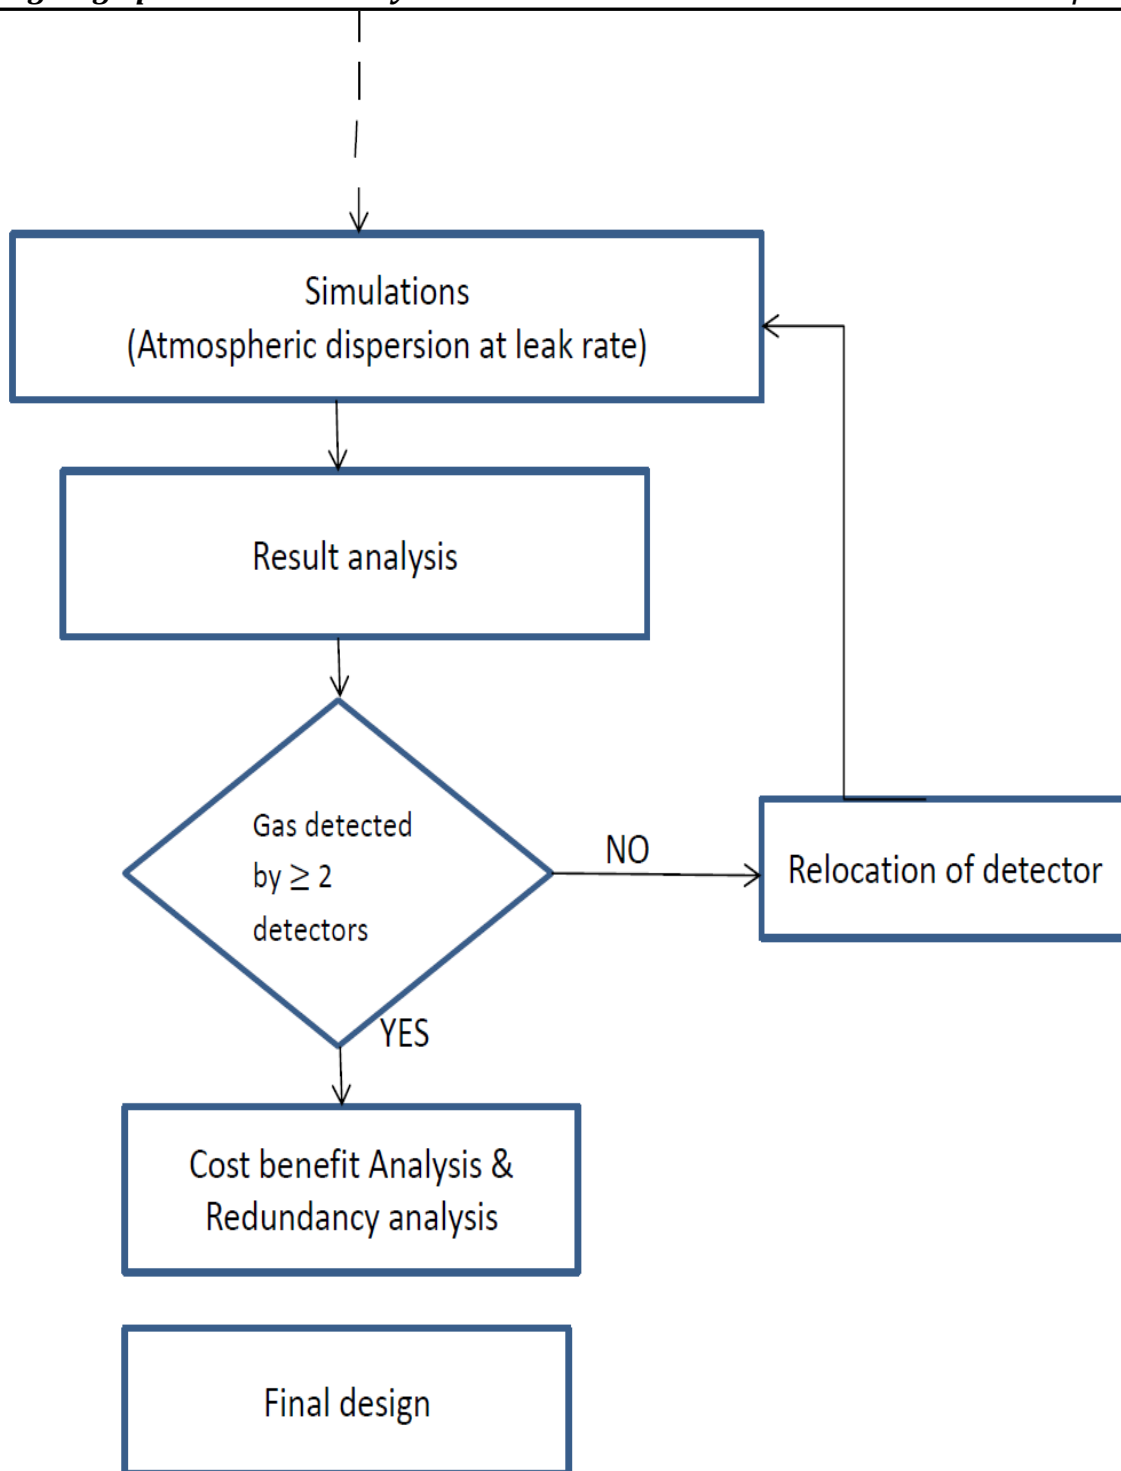 Simulations
(Atmospheric dispersion at leak rate)
Result analysis
Gas detected
by ≥ 2
detectors
NO
Relocation of detector
YES
Cost benefit Analysis &
Redundancy analysis
Final design